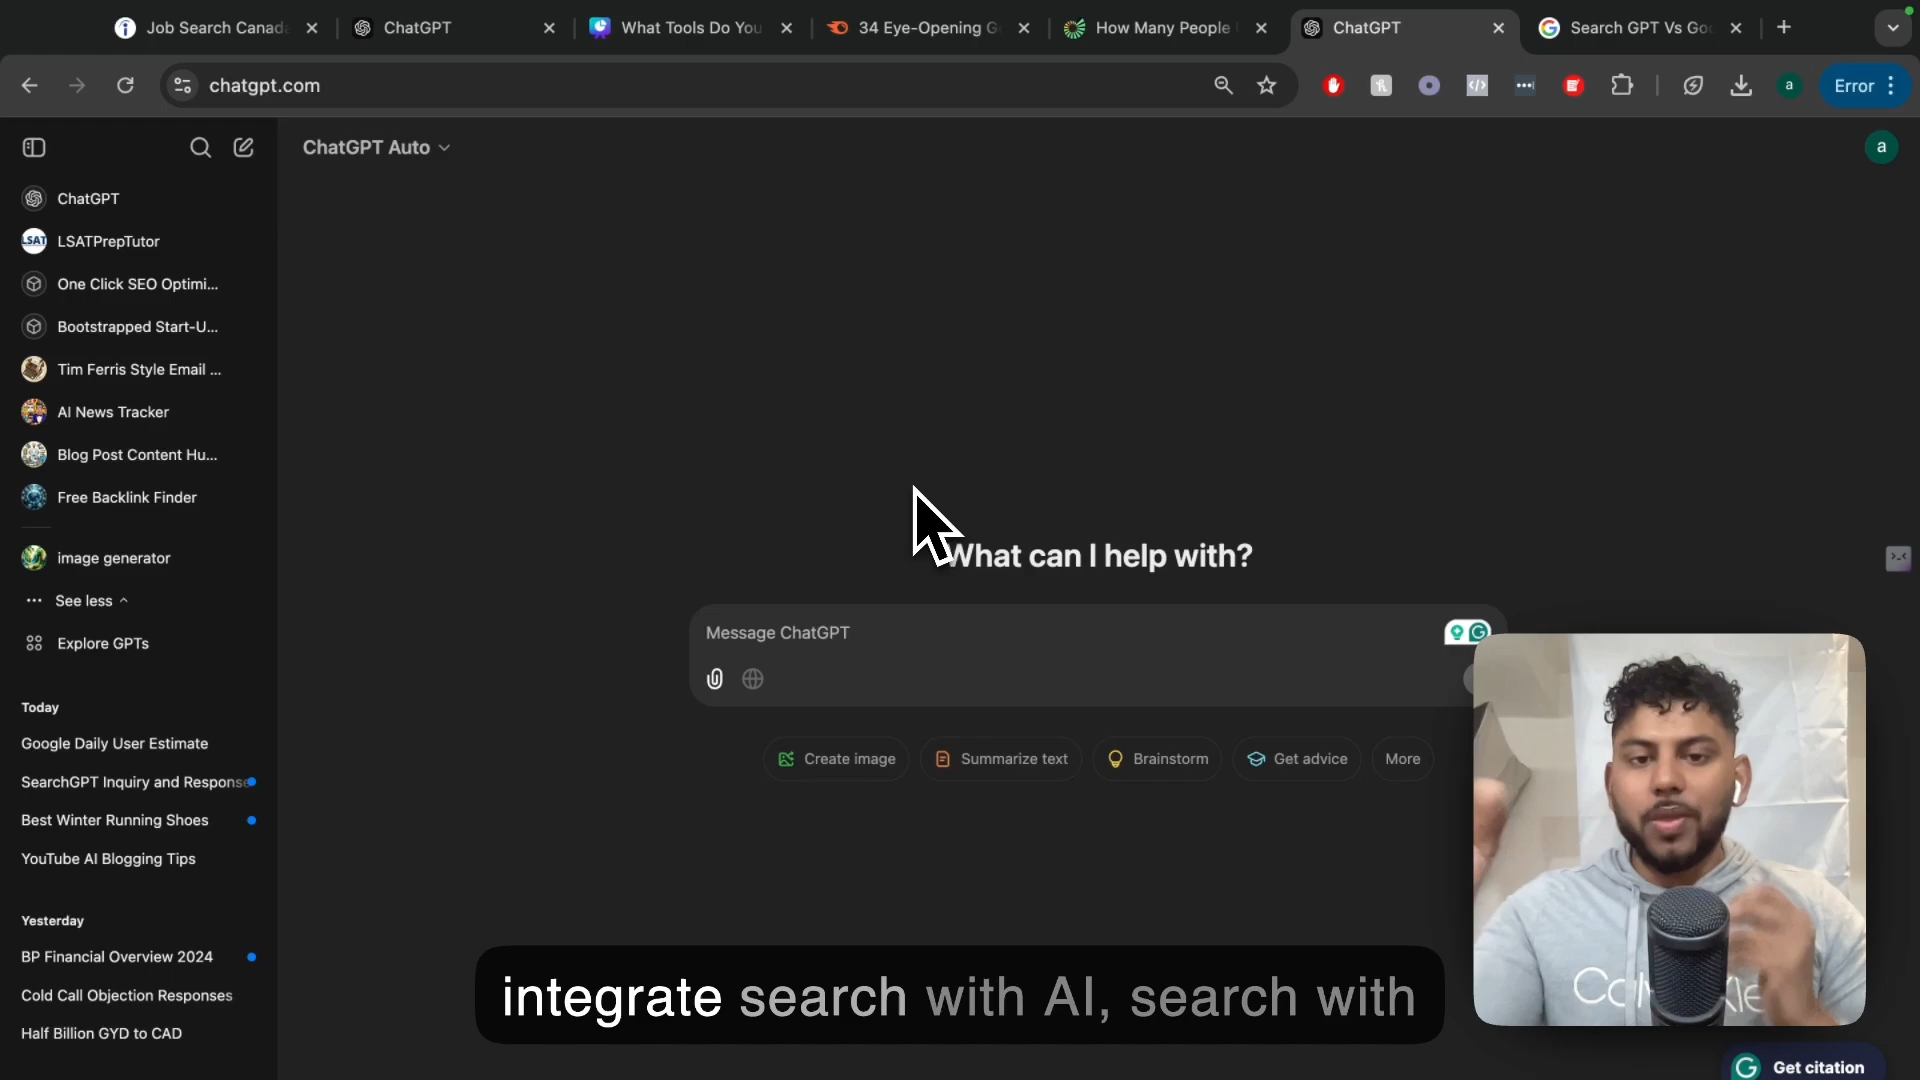 Job Search Canada
ChatGPT
What Tools Do You
34 Eye-Opening G
How Many People
ChatGPT
Search GPT Vs Goo
chatgpt.com
Error
a
ChatGPT Auto
a
ChatGPT
LSAT
LSATPrepTutor
One Click SEO Optimi...
Bootstrapped Start-U...
Tim Ferris Style Email ...
AI News Tracker
Blog Post Content Hu...
Free Backlink Finder
image generator
See less
Explore GPTs
Today
Google Daily User Estimate
SearchGPT Inquiry and Response
Best Winter Running Shoes
YouTube AI Blogging Tips
Yesterday
BP Financial Overview 2024
Cold Call Objection Responses
Half Billion GYD to CAD
What can I help with?
Message ChatGPT
Create image
Summarize text
Brainstorm
Get advice
More
integrate search with AI, search with
Get citation